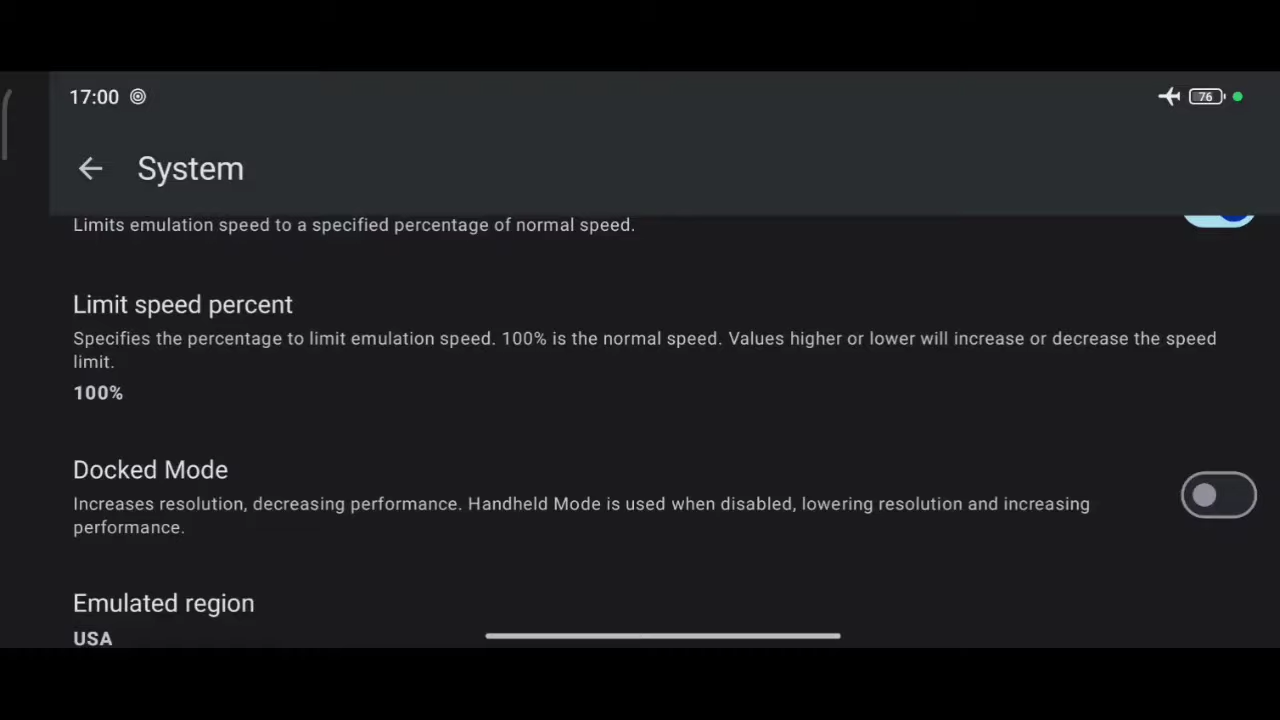 17:00
76
System
Limits emulation speed to a specified percentage of normal speed.
Limit speed percent
Specifies the percentage to limit emulation speed. 100% is the normal speed. Values higher or lower will increase or decrease the speed
limit.
100%
Docked Mode
Increases resolution, decreasing performance. Handheld Mode is used when disabled, lowering resolution and increasing
performance.
Emulated region
USA